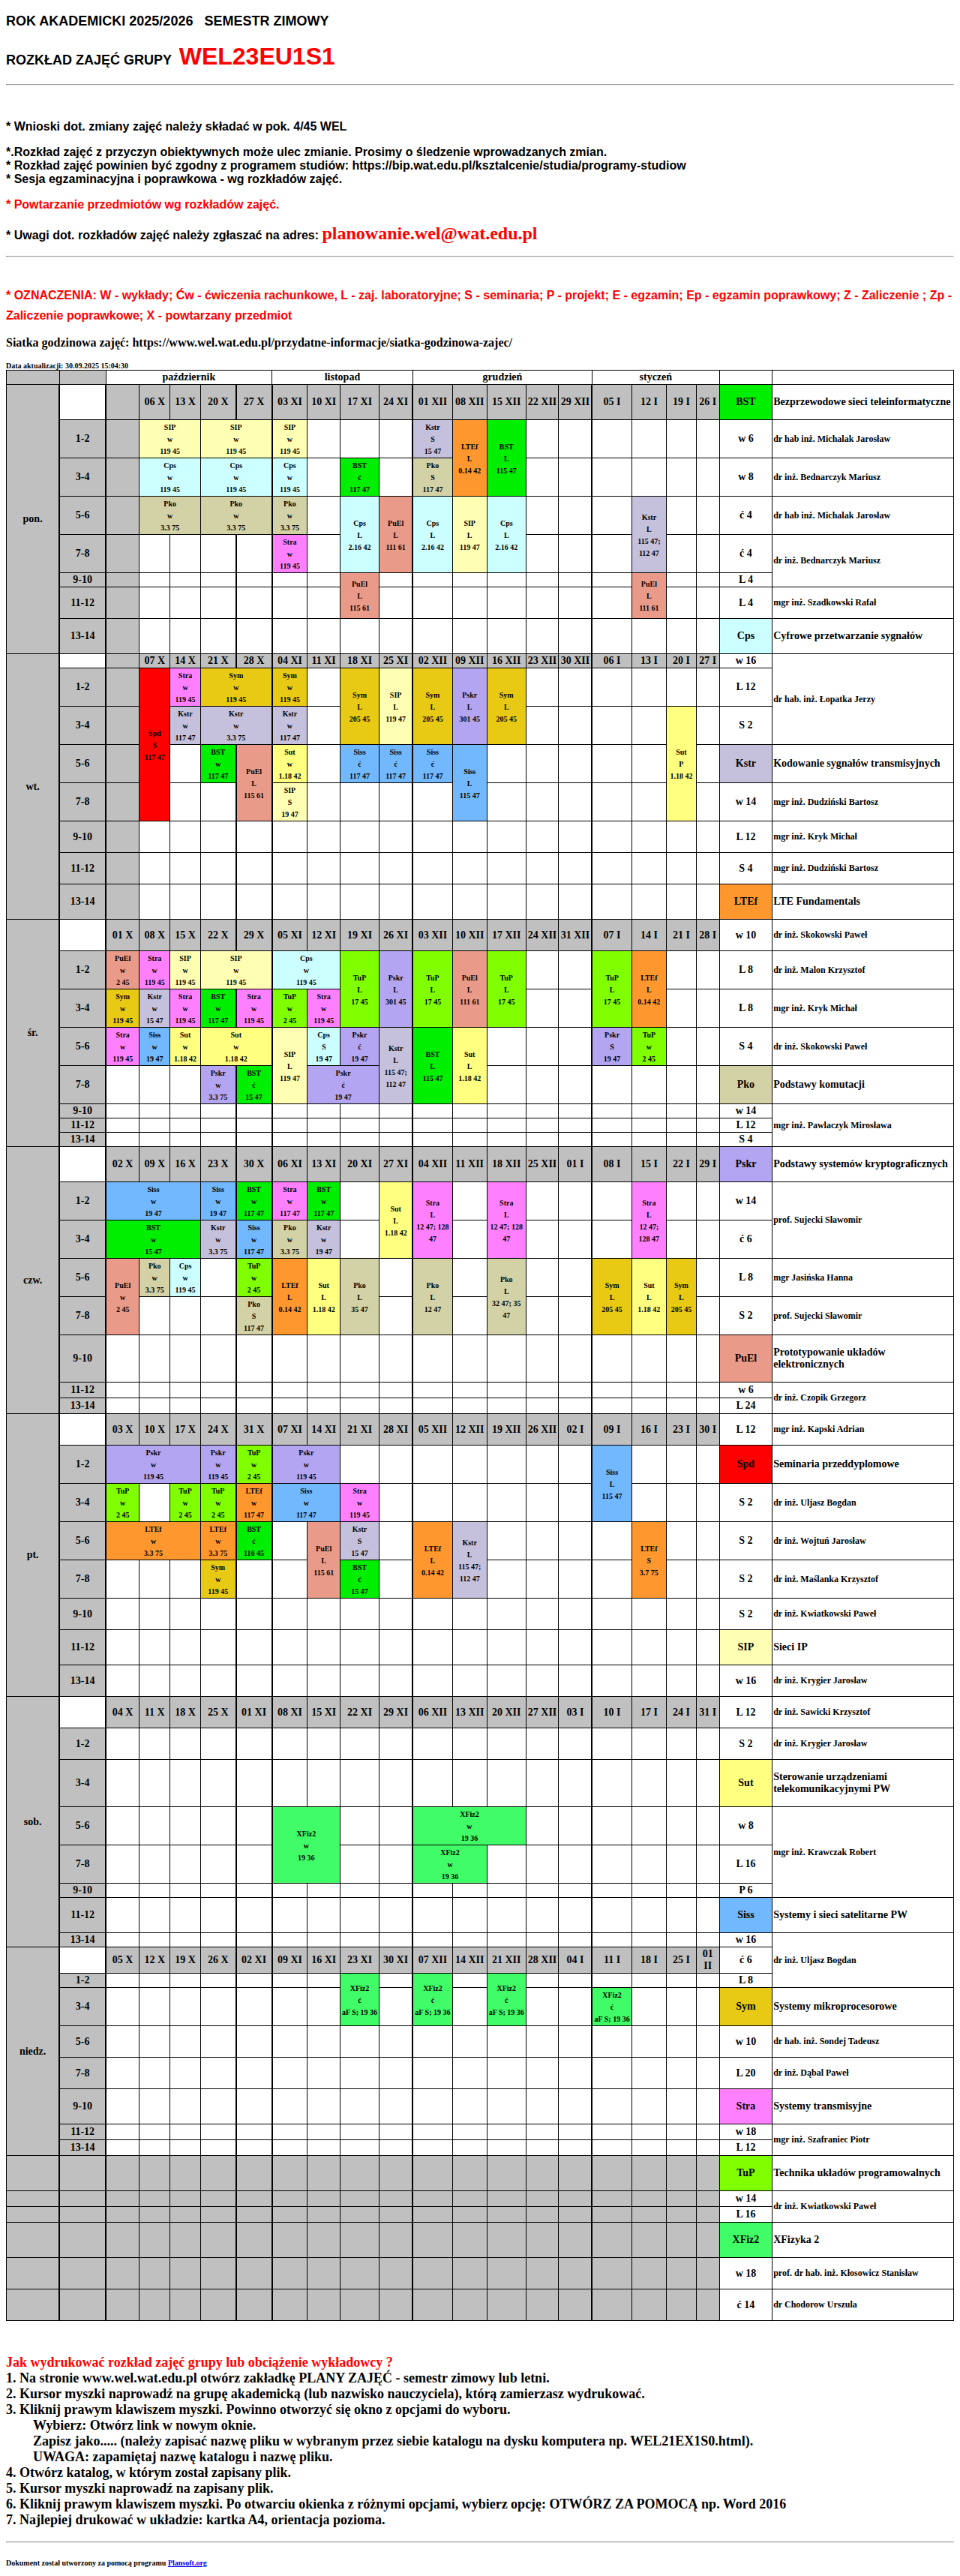 ROK AKADEMICKI 2025/2026 SEMESTR ZIMOWY
ROZKŁAD ZAJĘĆ GRUPY WEL23EU1S1
* Wnioski dot. zmiany zajęć należy składać w pok. 4/45 WEL
*.Rozkład zajęć z przyczyn obiektywnych może ulec zmianie. Prosimy o śledzenie wprowadzanych zmian.
* Rozkład zajęć powinien być zgodny z programem studiów: https://bip.wat.edu.pl/ksztalcenie/studia/programy-studiow
* Sesja egzaminacyjna i poprawkowa - wg rozkładów zajęć.
* Powtarzanie przedmiotów wg rozkładów zajęć.
* Uwagi dot. rozkładów zajęć należy zgłaszać na adres: planowanie.wel@wat.edu.pl
* OZNACZENIA: W - wykłady; Ćw - ćwiczenia rachunkowe, L - zaj. laboratoryjne; S - seminaria; P - projekt; E - egzamin; Ep - egzamin poprawkowy; Z - Zaliczenie ; Zp -
Zaliczenie poprawkowe; X - powtarzany przedmiot
Siatka godzinowa zajęć: https://www.wel.wat.edu.pl/przydatne-informacje/siatka-godzinowa-zajec/
Data aktualizacji: 30.09.2025 15:04:30
październik listopad grudzień styczeń
pon. 06 X 13 X 20 X 27 X 03 XI 10 XI 17 XI 24 XI 01 XII 08 XII 15 XII 22 XII 29 XII 05 I 12 I 19 I 26 I BST Bezprzewodowe sieci teleinformatyczne
1-2 SIP w 119 45 SIP w 119 45 SIP w 119 45 Kstr S 15 47 LTEf L 0.14 42 BST L 115 47 w 6 dr hab inż. Michalak Jarosław
3-4 Cps w 119 45 Cps w 119 45 Cps w 119 45 BST ć 117 47 Pko S 117 47 w 8 dr inż. Bednarczyk Mariusz
5-6 Pko w 3.3 75 Pko w 3.3 75 Pko w 3.3 75 Cps L 2.16 42 PuEl L 111 61 Cps L 2.16 42 SIP L 119 47 Cps L 2.16 42 Kstr L 115 47; 112 47 ć 4 dr hab inż. Michalak Jarosław
7-8 Stra w 119 45 ć 4 dr inż. Bednarczyk Mariusz
9-10 PuEl L 115 61 PuEl L 111 61 L 4
11-12 L 4 mgr inż. Szadkowski Rafał
13-14 Cps Cyfrowe przetwarzanie sygnałów
wt. 07 X 14 X 21 X 28 X 04 XI 11 XI 18 XI 25 XI 02 XII 09 XII 16 XII 23 XII 30 XII 06 I 13 I 20 I 27 I w 16 dr hab. inż. Łopatka Jerzy
1-2 Spd S 117 47 Stra w 119 45 Sym w 119 45 Sym w 119 45 Sym L 205 45 SIP L 119 47 Sym L 205 45 Pskr L 301 45 Sym L 205 45 L 12
3-4 Kstr w 117 47 Kstr w 3.3 75 Kstr w 117 47 Sut P 1.18 42 S 2
5-6 BST w 117 47 PuEl L 115 61 Sut w 1.18 42 Siss ć 117 47 Siss ć 117 47 Siss ć 117 47 Siss L 115 47 Kstr Kodowanie sygnałów transmisyjnych
7-8 SIP S 19 47 w 14 mgr inż. Dudziński Bartosz
9-10 L 12 mgr inż. Kryk Michał
11-12 S 4 mgr inż. Dudziński Bartosz
13-14 LTEf LTE Fundamentals
śr. 01 X 08 X 15 X 22 X 29 X 05 XI 12 XI 19 XI 26 XI 03 XII 10 XII 17 XII 24 XII 31 XII 07 I 14 I 21 I 28 I w 10 dr inż. Skokowski Paweł
1-2 PuEl w 2 45 Stra w 119 45 SIP w 119 45 SIP w 119 45 Cps w 119 45 TuP L 17 45 Pskr L 301 45 TuP L 17 45 PuEl L 111 61 TuP L 17 45 TuP L 17 45 LTEf L 0.14 42 L 8 dr inż. Malon Krzysztof
3-4 Sym w 119 45 Kstr w 15 47 Stra w 119 45 BST w 117 47 Stra w 119 45 TuP w 2 45 Stra w 119 45 L 8 mgr inż. Kryk Michał
5-6 Stra w 119 45 Siss w 19 47 Sut w 1.18 42 Sut w 1.18 42 SIP L 119 47 Cps S 19 47 Pskr ć 19 47 Kstr L 115 47; 112 47 BST L 115 47 Sut L 1.18 42 Pskr S 19 47 TuP w 2 45 S 4 dr inż. Skokowski Paweł
7-8 Pskr w 3.3 75 BST ć 15 47 Pskr ć 19 47 Pko Podstawy komutacji
9-10 w 14 mgr inż. Pawlaczyk Mirosława
11-12 L 12
13-14 S 4
czw. 02 X 09 X 16 X 23 X 30 X 06 XI 13 XI 20 XI 27 XI 04 XII 11 XII 18 XII 25 XII 01 I 08 I 15 I 22 I 29 I Pskr Podstawy systemów kryptograficznych
1-2 Siss w 19 47 Siss w 19 47 BST w 117 47 Stra w 117 47 BST w 117 47 Sut L 1.18 42 Stra L 12 47; 128 47 Stra L 12 47; 128 47 Stra L 12 47; 128 47 w 14 prof. Sujecki Sławomir
3-4 BST w 15 47 Kstr w 3.3 75 Siss w 117 47 Pko w 3.3 75 Kstr w 19 47 ć 6
5-6 PuEl w 2 45 Pko w 3.3 75 Cps w 119 45 TuP w 2 45 LTEf L 0.14 42 Sut L 1.18 42 Pko L 35 47 Pko L 12 47 Pko L 32 47; 35 47 Sym L 205 45 Sut L 1.18 42 Sym L 205 45 L 8 mgr Jasińska Hanna
7-8 Pko S 117 47 S 2 prof. Sujecki Sławomir
9-10 PuEl Prototypowanie układów elektronicznych
11-12 w 6 dr inż. Czopik Grzegorz
13-14 L 24
pt. 03 X 10 X 17 X 24 X 31 X 07 XI 14 XI 21 XI 28 XI 05 XII 12 XII 19 XII 26 XII 02 I 09 I 16 I 23 I 30 I L 12 mgr inż. Kapski Adrian
1-2 Pskr w 119 45 Pskr w 119 45 TuP w 2 45 Pskr w 119 45 Siss L 115 47 Spd Seminaria przeddyplomowe
3-4 TuP w 2 45 TuP w 2 45 TuP w 2 45 LTEf w 117 47 Siss w 117 47 Stra w 119 45 S 2 dr inż. Uljasz Bogdan
5-6 LTEf w 3.3 75 LTEf w 3.3 75 BST ć 116 45 PuEl L 115 61 Kstr S 15 47 LTEf L 0.14 42 Kstr L 115 47; 112 47 LTEf S 3.7 75 S 2 dr inż. Wojtuń Jarosław
7-8 Sym w 119 45 BST ć 15 47 S 2 dr inż. Maślanka Krzysztof
9-10 S 2 dr inż. Kwiatkowski Paweł
11-12 SIP Sieci IP
13-14 w 16 dr inż. Krygier Jarosław
sob. 04 X 11 X 18 X 25 X 01 XI 08 XI 15 XI 22 XI 29 XI 06 XII 13 XII 20 XII 27 XII 03 I 10 I 17 I 24 I 31 I L 12 dr inż. Sawicki Krzysztof
1-2 S 2 dr inż. Krygier Jarosław
3-4 Sut Sterowanie urządzeniami telekomunikacyjnymi PW
5-6 XFiz2 w 19 36 XFiz2 w 19 36 w 8 mgr inż. Krawczak Robert
7-8 XFiz2 w 19 36 L 16
9-10 P 6
11-12 Siss Systemy i sieci satelitarne PW
13-14 w 16 dr inż. Uljasz Bogdan
niedz. 05 X 12 X 19 X 26 X 02 XI 09 XI 16 XI 23 XI 30 XI 07 XII 14 XII 21 XII 28 XII 04 I 11 I 18 I 25 I 01 II ć 6
1-2 XFiz2 ć aF S; 19 36 XFiz2 ć aF S; 19 36 XFiz2 ć aF S; 19 36 L 8
3-4 XFiz2 ć aF S; 19 36 Sym Systemy mikroprocesorowe
5-6 w 10 dr hab. inż. Sondej Tadeusz
7-8 L 20 dr inż. Dąbal Paweł
9-10 Stra Systemy transmisyjne
11-12 w 18 mgr inż. Szafraniec Piotr
13-14 L 12
TuP Technika układów programowalnych
w 14 dr inż. Kwiatkowski Paweł
L 16
XFiz2 XFizyka 2
w 18 prof. dr hab. inż. Kłosowicz Stanisław
ć 14 dr Chodorow Urszula
Jak wydrukować rozkład zajęć grupy lub obciążenie wykładowcy ?
1. Na stronie www.wel.wat.edu.pl otwórz zakładkę PLANY ZAJĘĆ - semestr zimowy lub letni.
2. Kursor myszki naprowadź na grupę akademicką (lub nazwisko nauczyciela), którą zamierzasz wydrukować.
3. Kliknij prawym klawiszem myszki. Powinno otworzyć się okno z opcjami do wyboru.
Wybierz: Otwórz link w nowym oknie.
Zapisz jako..... (należy zapisać nazwę pliku w wybranym przez siebie katalogu na dysku komputera np. WEL21EX1S0.html).
UWAGA: zapamiętaj nazwę katalogu i nazwę pliku.
4. Otwórz katalog, w którym został zapisany plik.
5. Kursor myszki naprowadź na zapisany plik.
6. Kliknij prawym klawiszem myszki. Po otwarciu okienka z różnymi opcjami, wybierz opcję: OTWÓRZ ZA POMOCĄ np. Word 2016
7. Najlepiej drukować w układzie: kartka A4, orientacja pozioma.
Dokument został utworzony za pomocą programu Plansoft.org